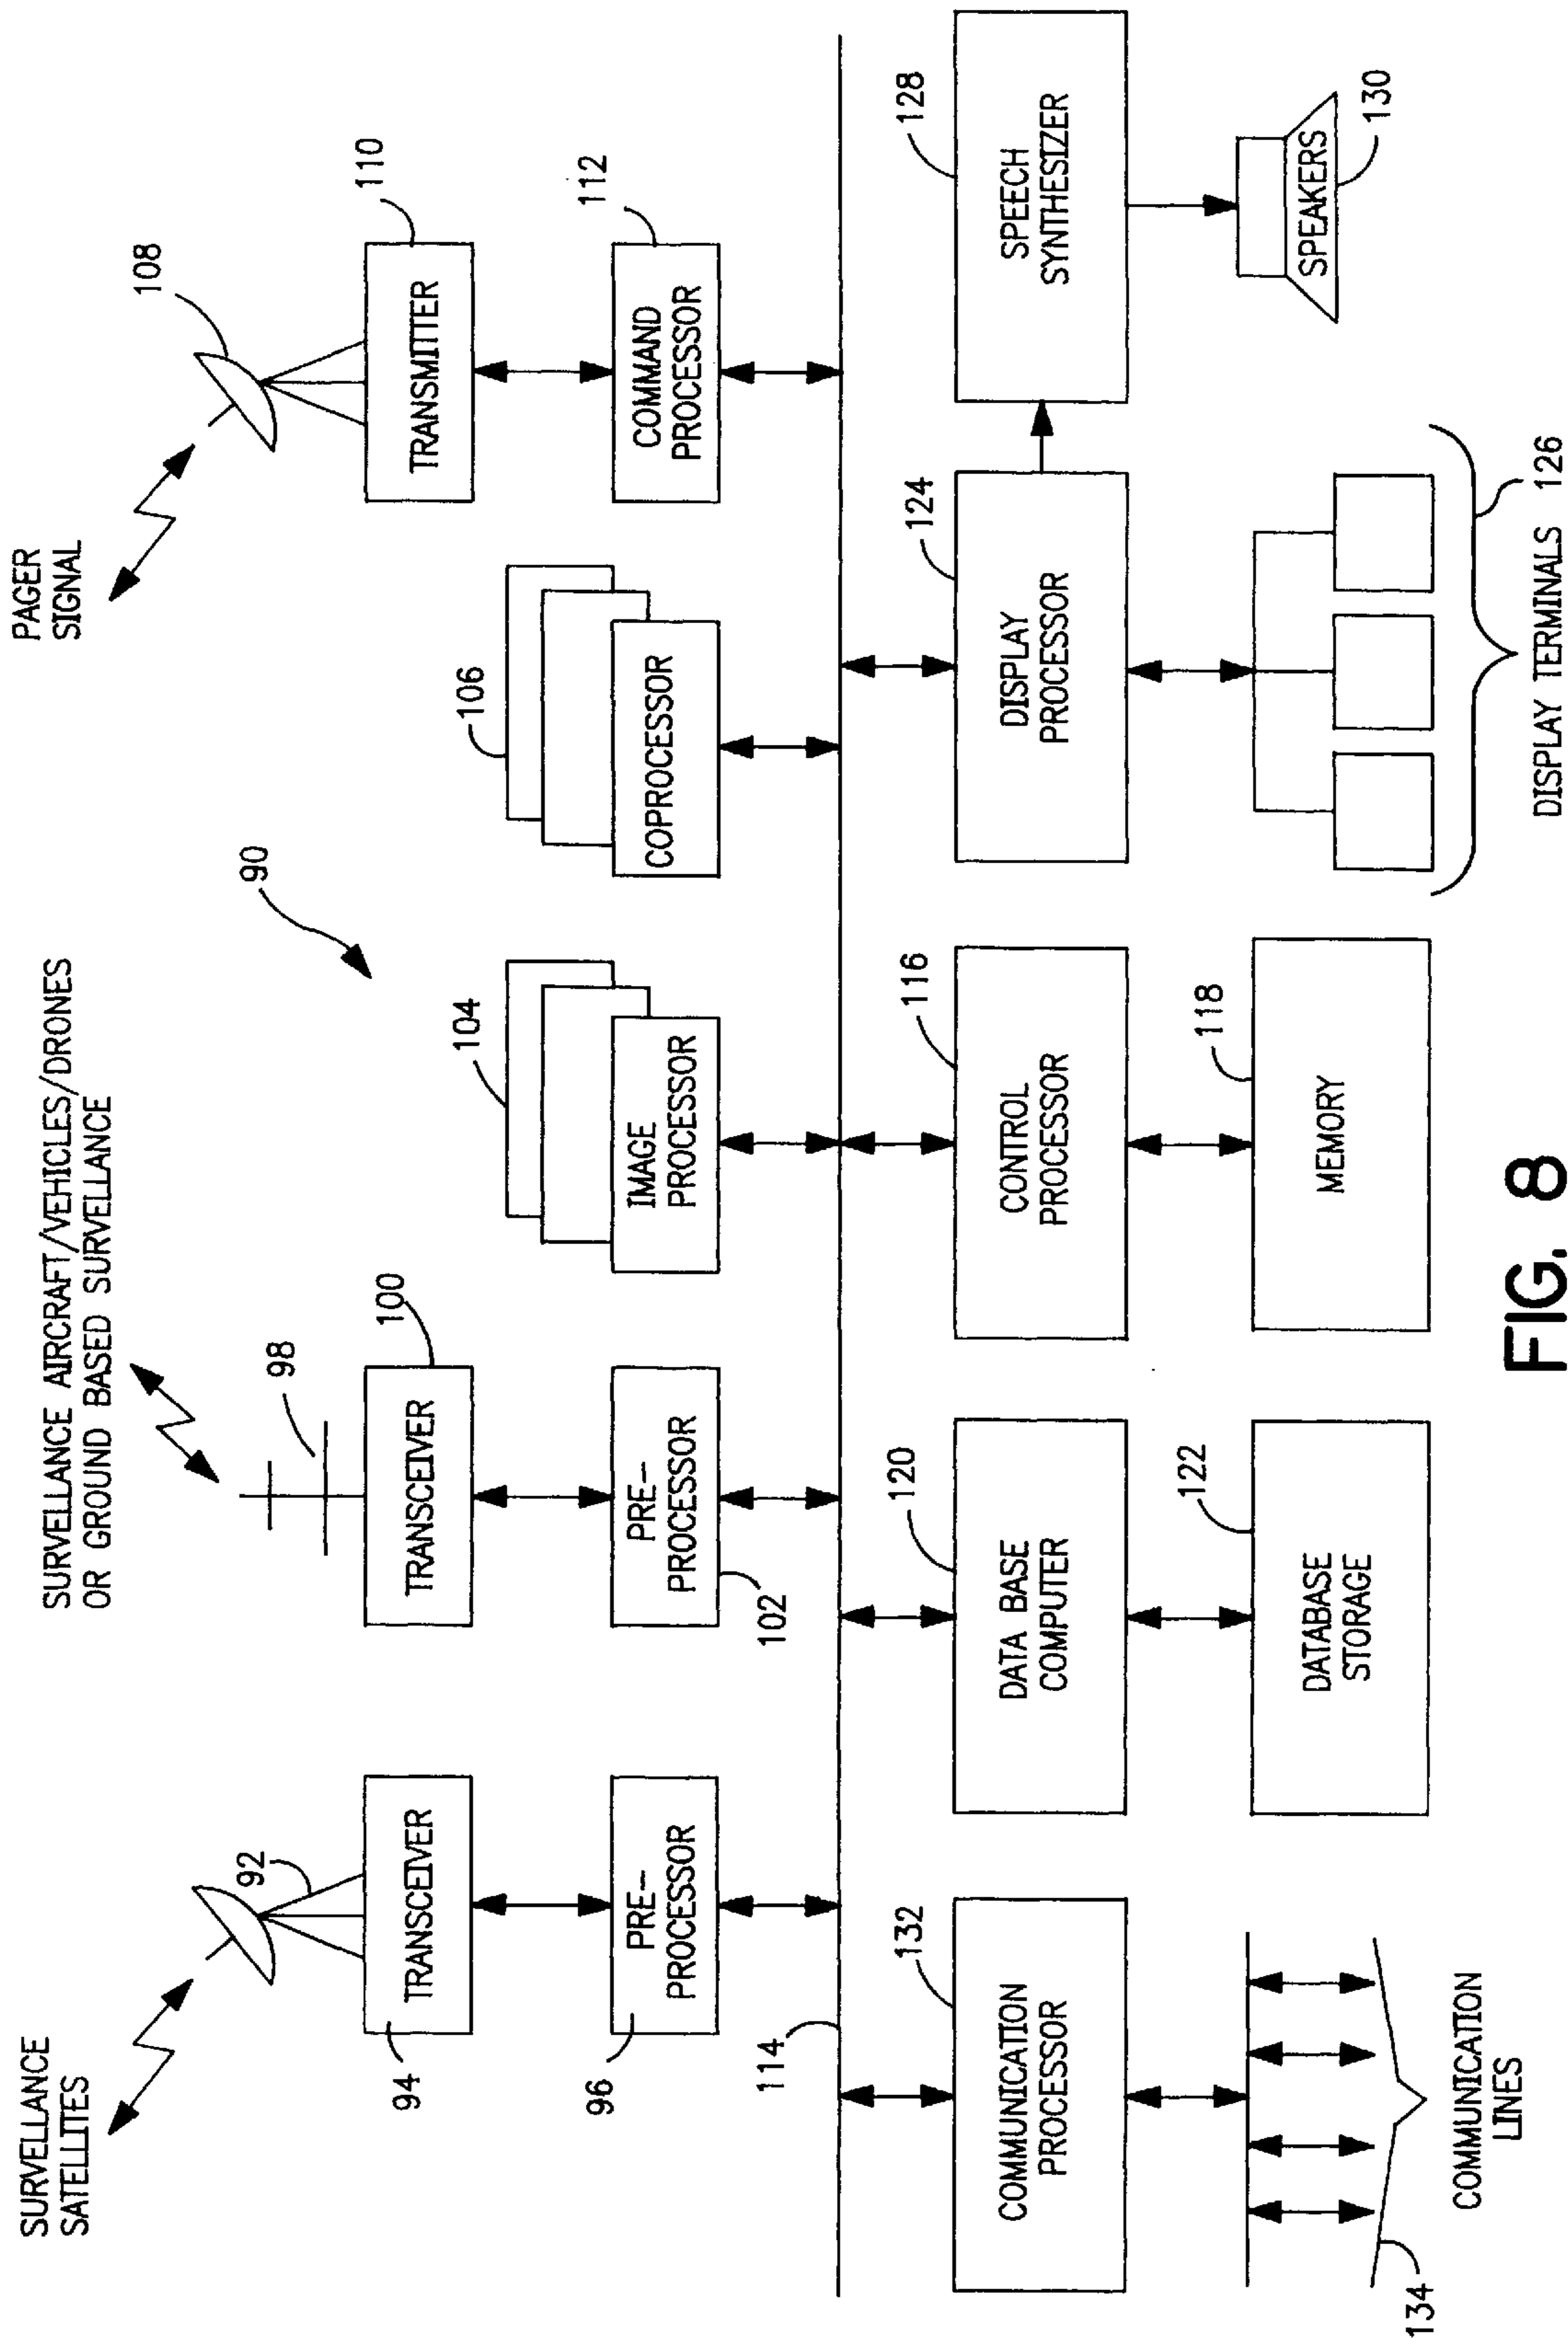 SURVELLANCE
SATELLITES
SURVELLANCE AIRCRAFT/VEHICLES/DRONES
OR GROUND BASED SURVELLANCE
PAGER
SIGNAL
92
98
90
108
94
TRANSCEIVER
100
TRANSCEIVER
104
106
110
TRANSMITTER
96
PRE-
PROCESSOR
102
PRE-
PROCESSOR
IMAGE
PROCESSOR
COPROCESSOR
112
COMMAND
PROCESSOR
114
132
COMMUNICATION
PROCESSOR
120
DATA BASE
COMPUTER
116
CONTROL
PROCESSOR
124
DISPLAY
PROCESSOR
128
SPEECH
SYNTHESIZER
134
COMMUNICATION
LINES
122
DATABASE
STORAGE
118
MEMORY
DISPLAY TERMINALS 126
SPEAKERS
130
FIG. 8